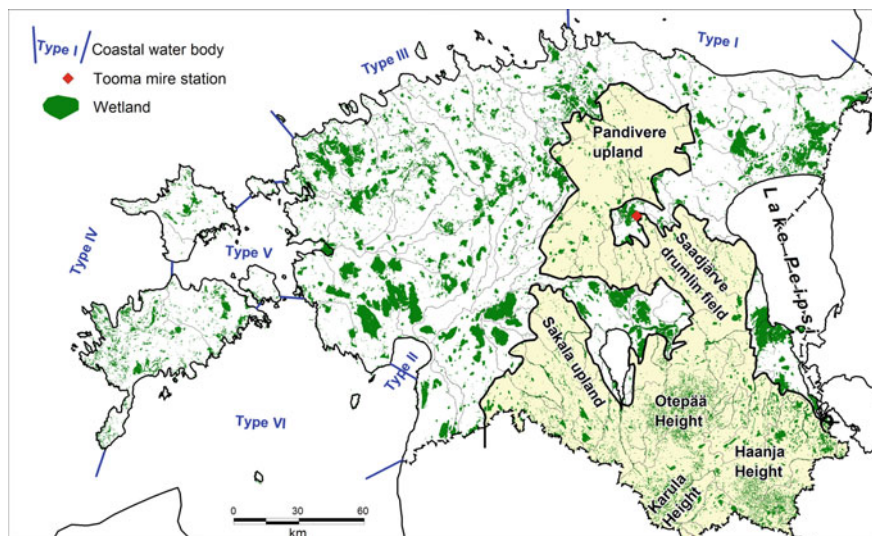 Type I
Coastal water body
Tooma mire station
Wetland
Type III
Type I
Pandivere
upland
Lake Peipsi
Type IV
Type V
Saadjärve
drumlin field
Sakala upland
Type II
Otepää
Height
Type VI
Haanja
Height
Karula
Height
0 30 60
km